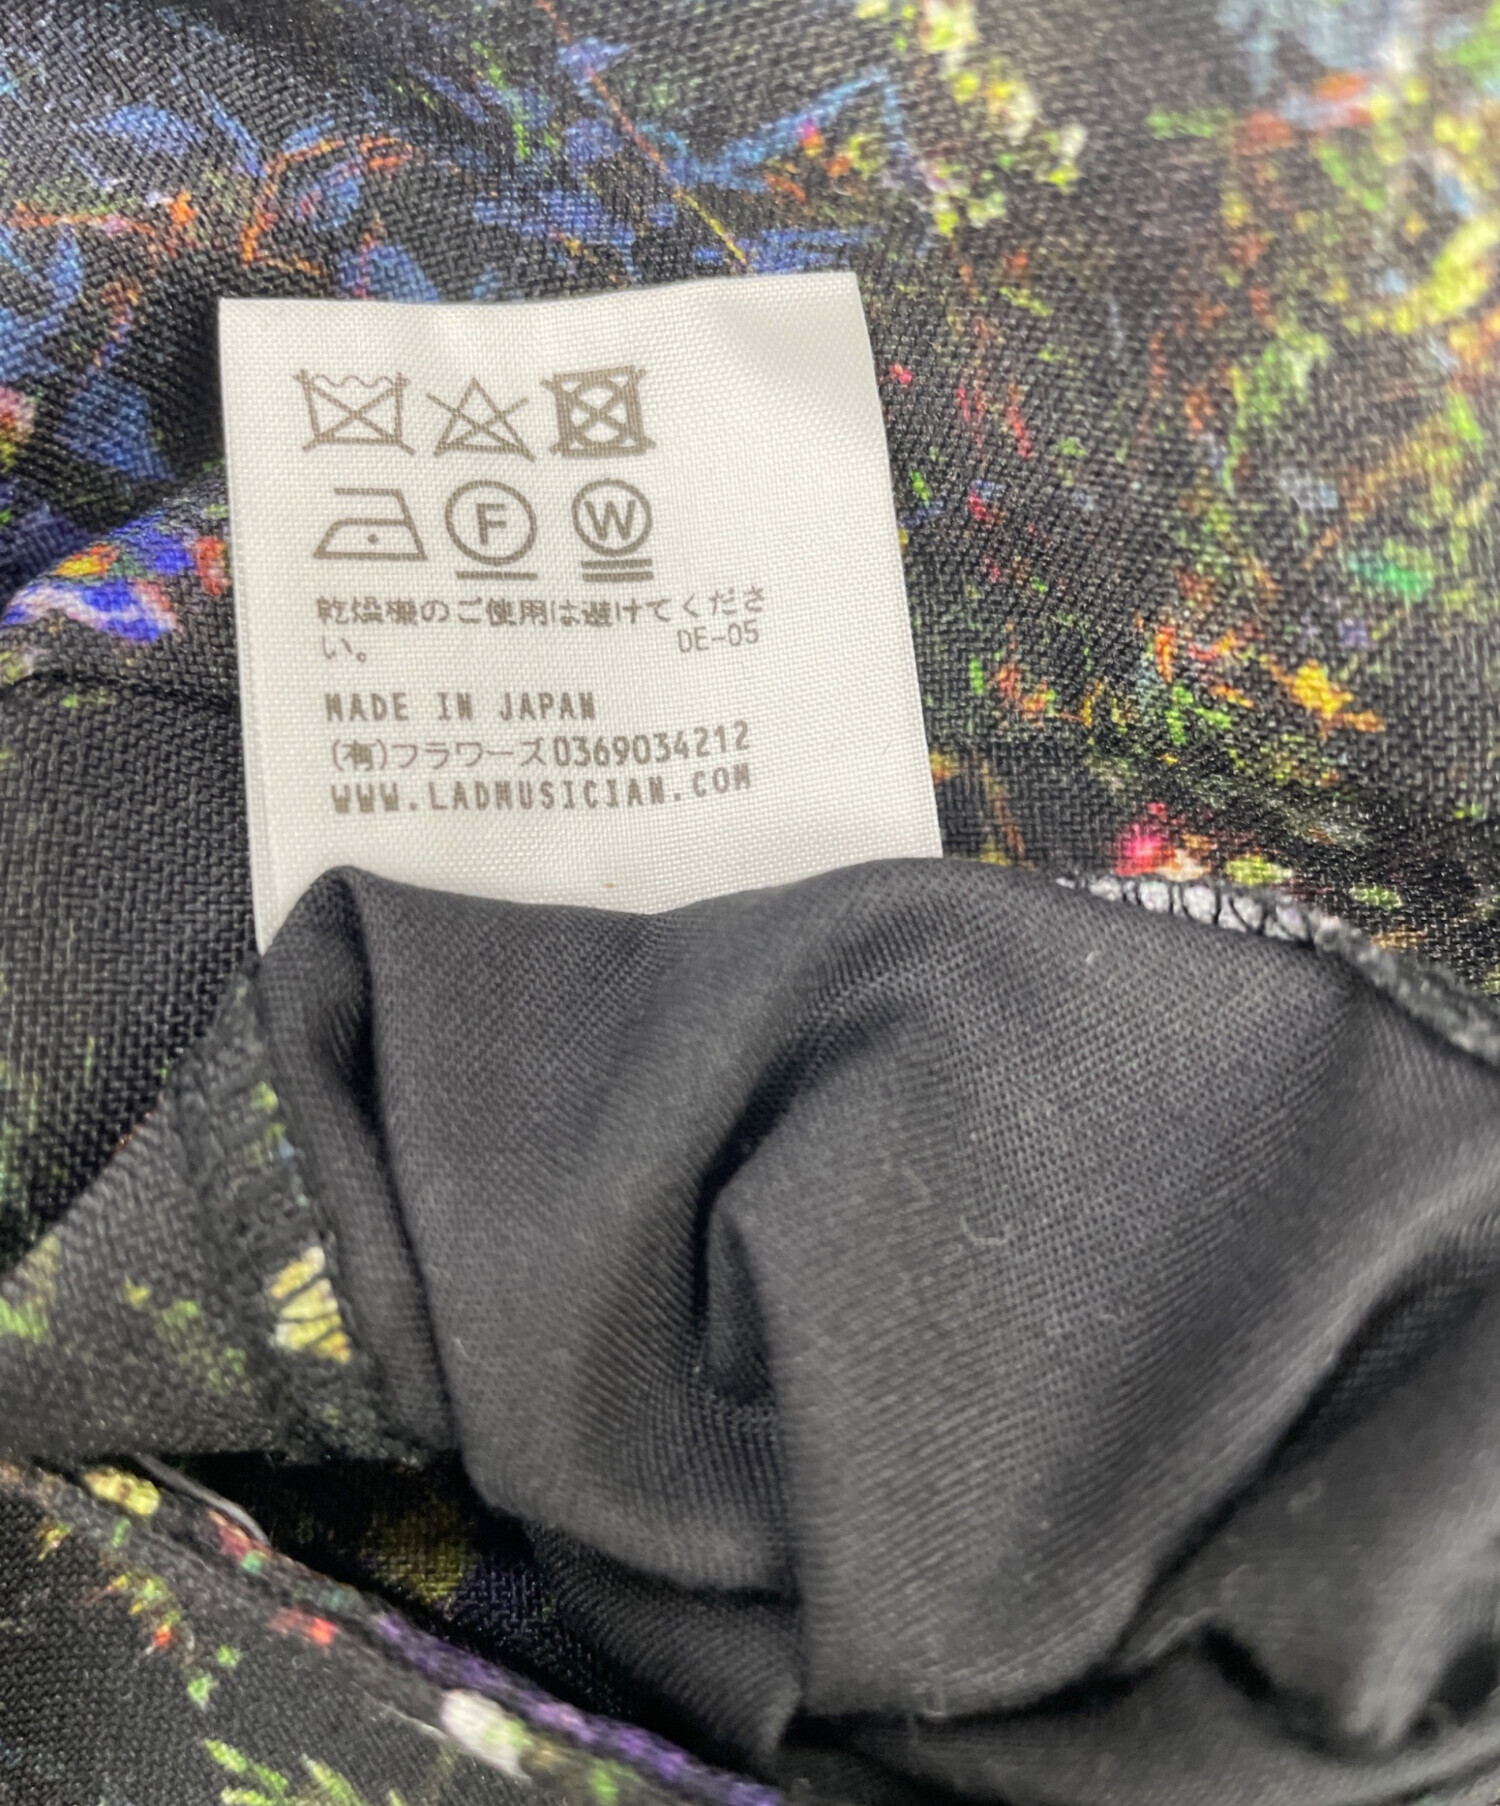 F W
乾燥機のご使用は避けてくださ
い。 DE-05
MADE IN JAPAN
(有)フラワーズ0369034212
WWW.LADMUSICIAN.COM